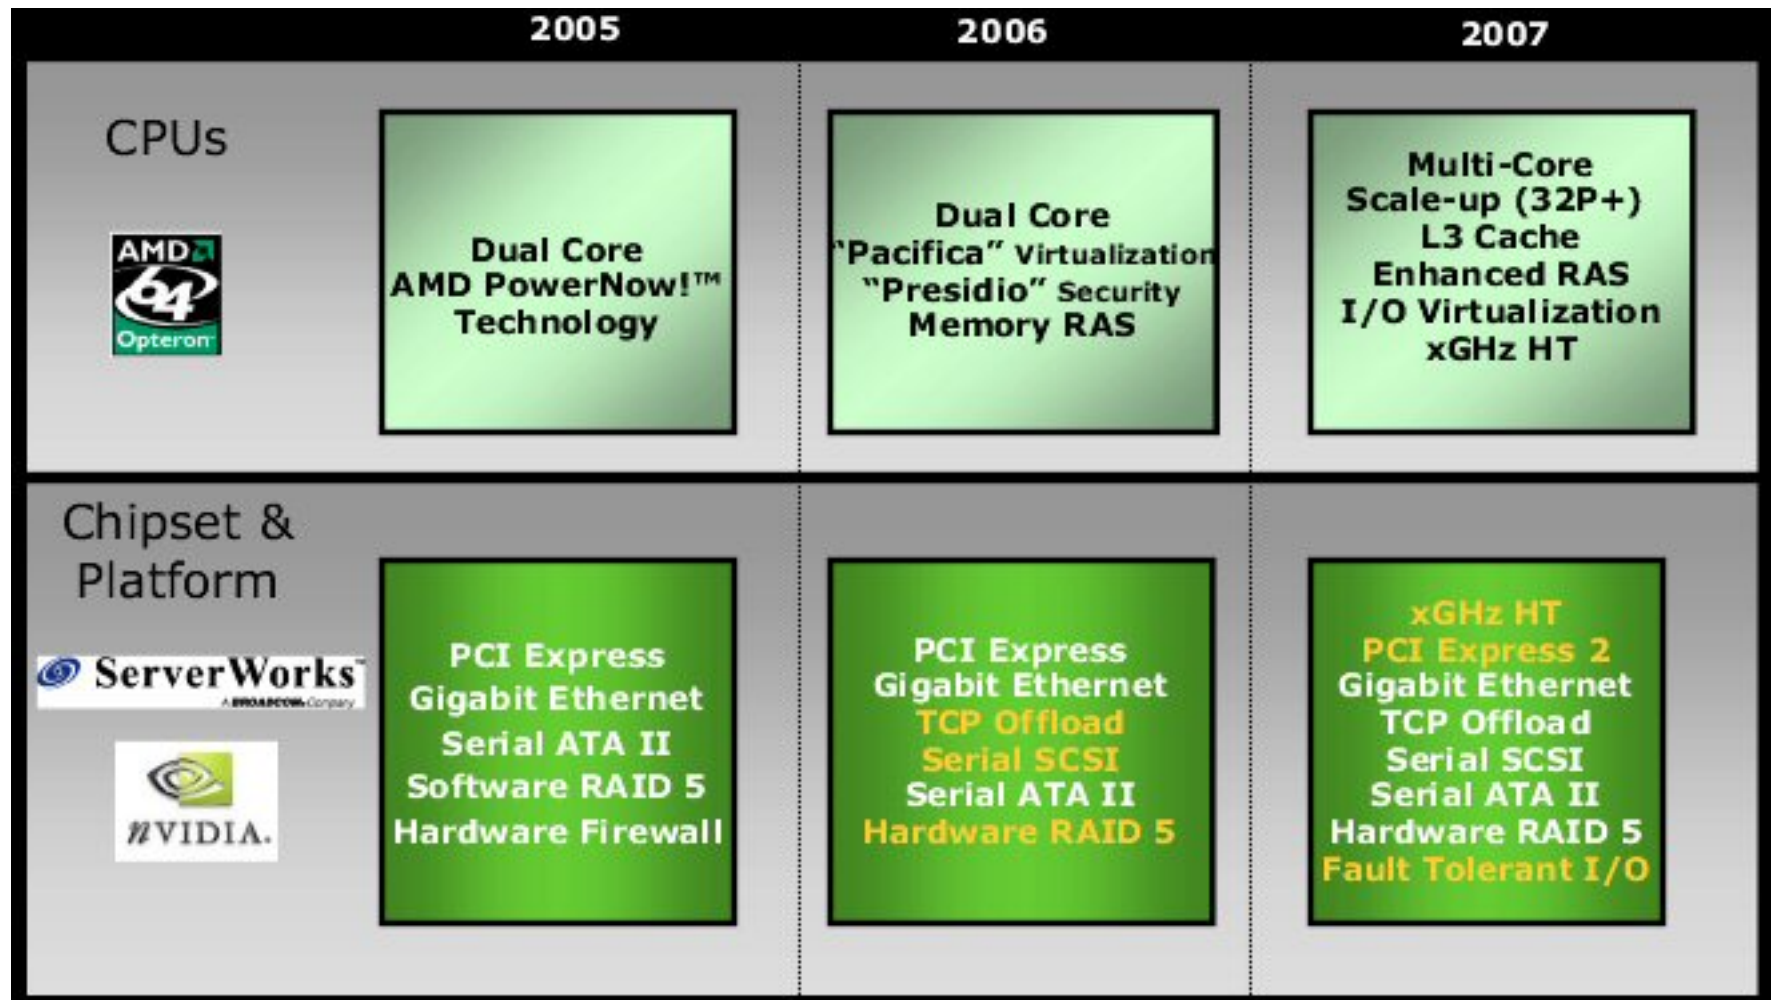 2005
2006
2007
CPUs
AMD
64
Opteron
Dual Core
AMD PowerNow!™
Technology
Dual Core
"Pacifica" Virtualization
"Presidio" Security
Memory RAS
Multi-Core
Scale-up (32P+)
L3 Cache
Enhanced RAS
I/O Virtualization
xGHz HT
Chipset &
Platform
ServerWorks™
A BROADCOM. Company
nVIDIA.
PCI Express
Gigabit Ethernet
Serial ATA II
Software RAID 5
Hardware Firewall
PCI Express
Gigabit Ethernet
TCP Offload
Serial SCSI
Serial ATA II
Hardware RAID 5
xGHz HT
PCI Express 2
Gigabit Ethernet
TCP Offload
Serial SCSI
Serial ATA II
Hardware RAID 5
Fault Tolerant I/O